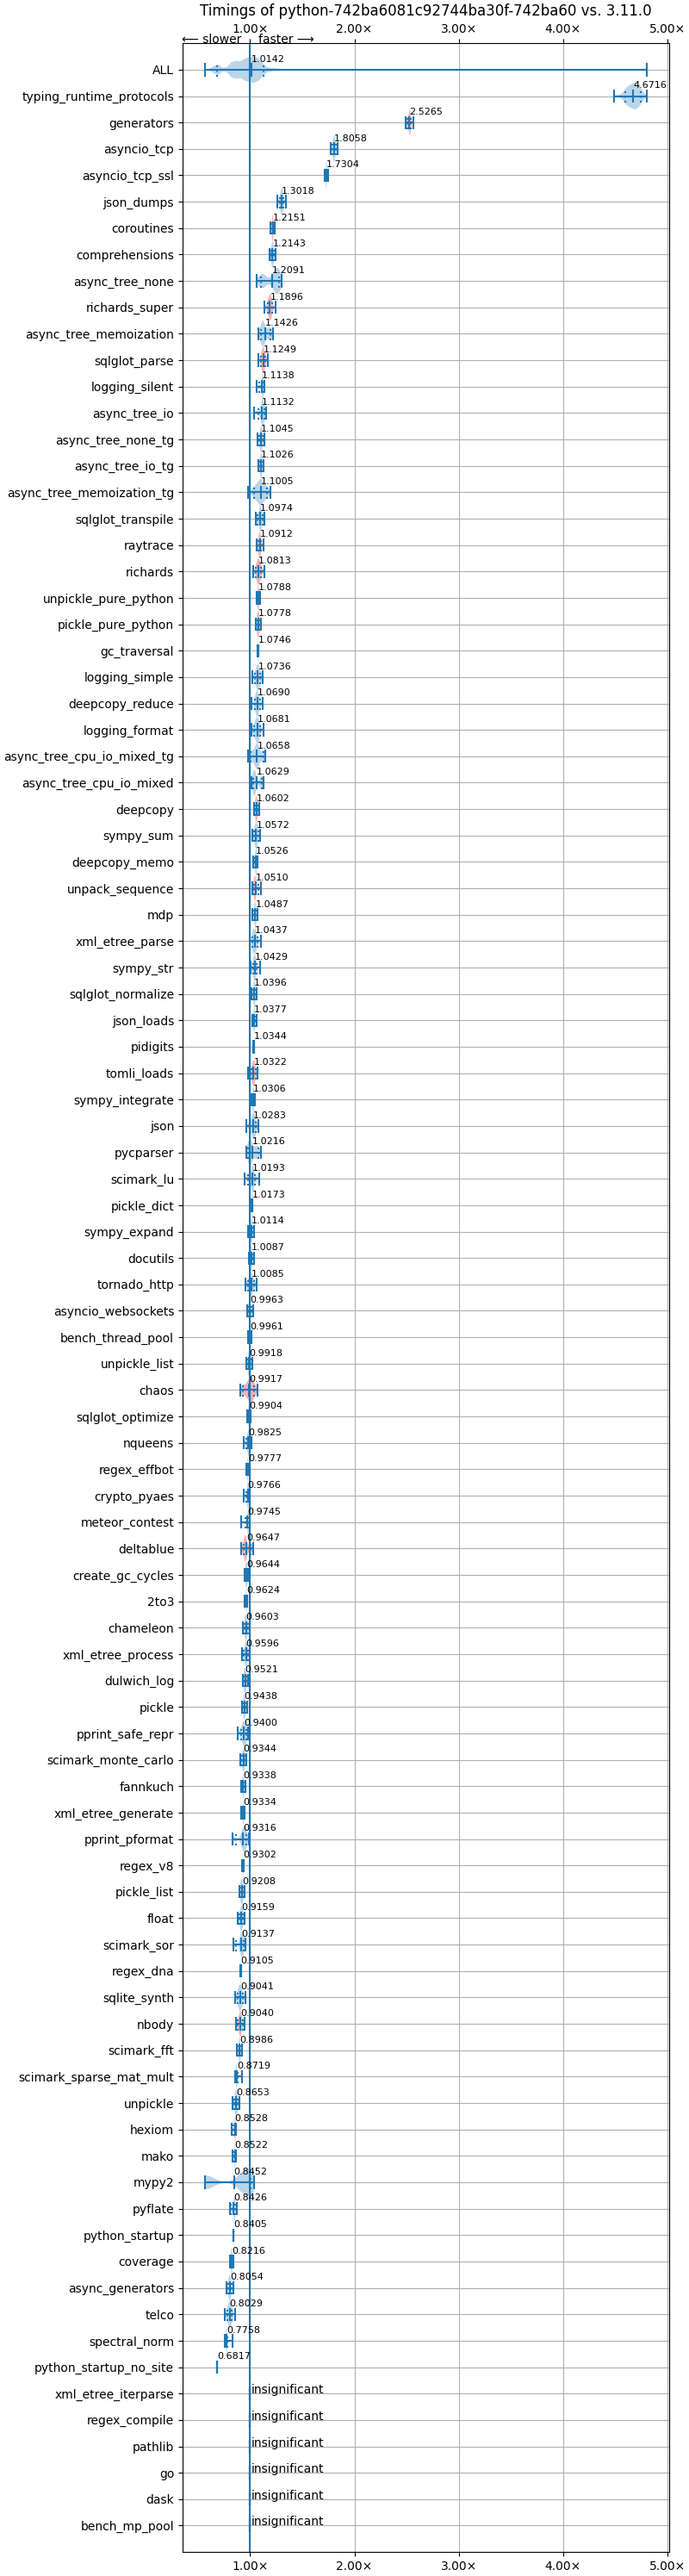 Timings of python-742ba6081c92744ba30f-742ba60 vs. 3.11.0
1.00× 2.00× 3.00× 4.00× 5.00×
⟵ slower faster ⟶
ALL 1.0142
typing_runtime_protocols 4.6716
generators 2.5265
asyncio_tcp 1.8058
asyncio_tcp_ssl 1.7304
json_dumps 1.3018
coroutines 1.2151
comprehensions 1.2143
async_tree_none 1.2091
richards_super 1.1896
async_tree_memoization 1.1426
sqlglot_parse 1.1249
logging_silent 1.1138
async_tree_io 1.1132
async_tree_none_tg 1.1045
async_tree_io_tg 1.1026
async_tree_memoization_tg 1.1005
sqlglot_transpile 1.0974
raytrace 1.0912
richards 1.0813
unpickle_pure_python 1.0788
pickle_pure_python 1.0778
gc_traversal 1.0746
logging_simple 1.0736
deepcopy_reduce 1.0690
logging_format 1.0681
async_tree_cpu_io_mixed_tg 1.0658
async_tree_cpu_io_mixed 1.0629
deepcopy 1.0602
sympy_sum 1.0572
deepcopy_memo 1.0526
unpack_sequence 1.0510
mdp 1.0487
xml_etree_parse 1.0437
sympy_str 1.0429
sqlglot_normalize 1.0396
json_loads 1.0377
pidigits 1.0344
tomli_loads 1.0322
sympy_integrate 1.0306
json 1.0283
pycparser 1.0216
scimark_lu 1.0193
pickle_dict 1.0173
sympy_expand 1.0114
docutils 1.0087
tornado_http 1.0085
asyncio_websockets 0.9963
bench_thread_pool 0.9961
unpickle_list 0.9918
chaos 0.9917
sqlglot_optimize 0.9904
nqueens 0.9825
regex_effbot 0.9777
crypto_pyaes 0.9766
meteor_contest 0.9745
deltablue 0.9647
create_gc_cycles 0.9644
2to3 0.9624
chameleon 0.9603
xml_etree_process 0.9596
dulwich_log 0.9521
pickle 0.9438
pprint_safe_repr 0.9400
scimark_monte_carlo 0.9344
fannkuch 0.9338
xml_etree_generate 0.9334
pprint_pformat 0.9316
regex_v8 0.9302
pickle_list 0.9208
float 0.9159
scimark_sor 0.9137
regex_dna 0.9105
sqlite_synth 0.9041
nbody 0.9040
scimark_fft 0.8986
scimark_sparse_mat_mult 0.8719
unpickle 0.8653
hexiom 0.8528
mako 0.8522
mypy2 0.8452
pyflate 0.8426
python_startup 0.8405
coverage 0.8216
async_generators 0.8054
telco 0.8029
spectral_norm 0.7758
python_startup_no_site 0.6817
xml_etree_iterparse insignificant
regex_compile insignificant
pathlib insignificant
go insignificant
dask insignificant
bench_mp_pool insignificant
1.00× 2.00× 3.00× 4.00× 5.00×